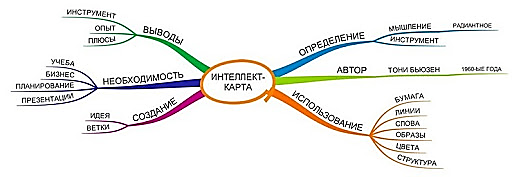 ИНТЕЛЛЕКТ-
КАРТА
ОПРЕДЕЛЕНИЕ
МЫШЛЕНИЕ
РАДИАНТНОЕ
ИНСТРУМЕНТ
АВТОР
ТОНИ БЬЮЗЕН
1960-ЫЕ ГОДА
ИСПОЛЬЗОВАНИЕ
БУМАГА
ЛИНИИ
СЛОВА
ОБРАЗЫ
ЦВЕТА
СТРУКТУРА
СОЗДАНИЕ
ИДЕЯ
ВЕТКИ
НЕОБХОДИМОСТЬ
УЧЕБА
БИЗНЕС
ПЛАНИРОВАНИЕ
ПРЕЗЕНТАЦИИ
ВЫВОДЫ
ИНСТРУМЕНТ
ОПЫТ
ПЛЮСЫ